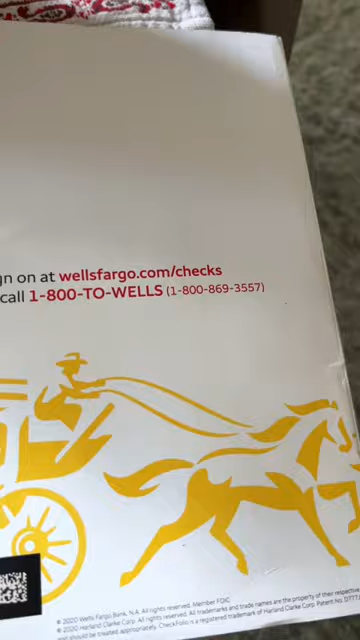 gn on at wellsfargo.com/checks
call 1-800-TO-WELLS (1-800-869-3557)
© 2020 Wells Fargo Bank, N.A. All rights reserved. Member FDIC
© 2020 Harland Clarke Corp. All rights reserved. All trademarks and trade names are the property of their respective
and should be treated appropriately. CheckFolio is a registered trademark of Harland Clarke Corp. Patent No.